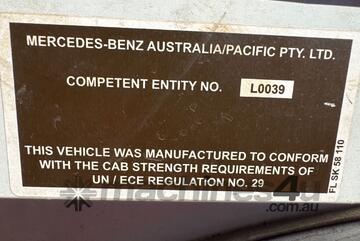 MERCEDES-BENZ AUSTRALIA/PACIFIC PTY. LTD.
COMPETENT ENTITY NO. L0039
THIS VEHICLE WAS MANUFACTURED TO CONFORM
WITH THE CAB STRENGTH REQUIREMENTS OF
UN / ECE REGULATION NO. 29
FL SK 58 110
machines4u
.com.au